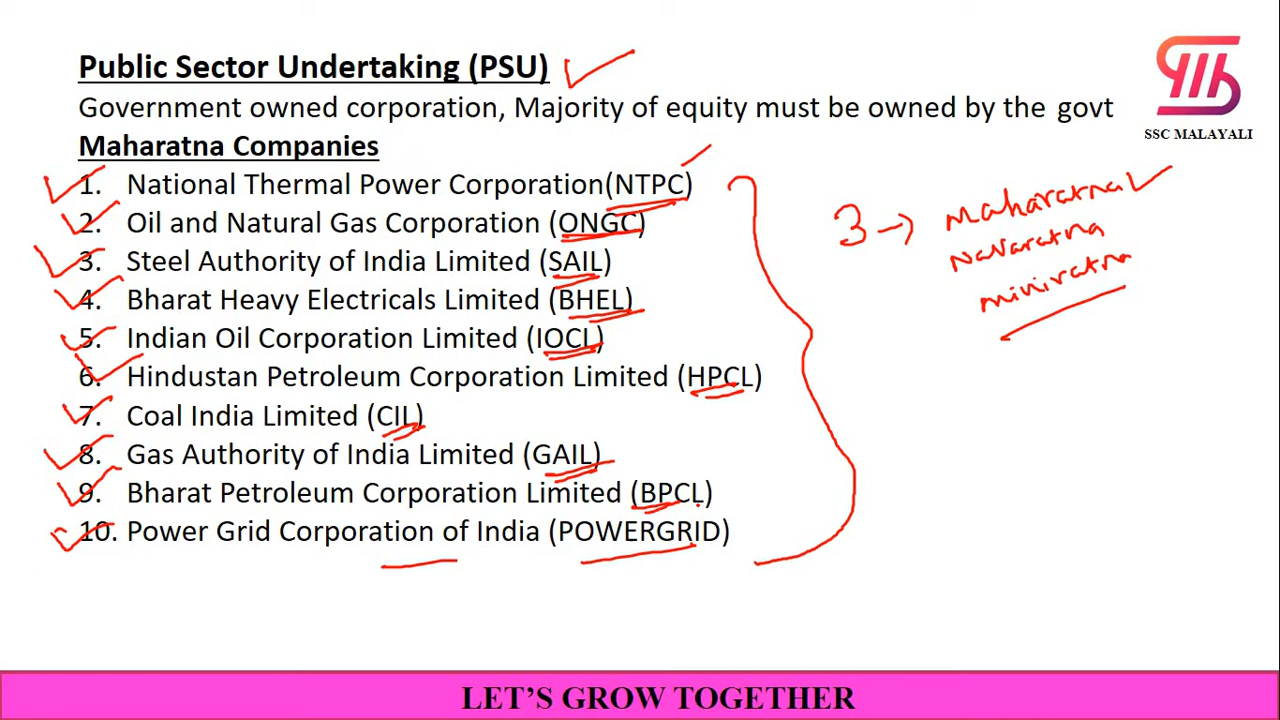 Public Sector Undertaking (PSU)
Government owned corporation, Majority of equity must be owned by the govt
SSC MALAYALI
Maharatna Companies
1. National Thermal Power Corporation(NTPC)
2. Oil and Natural Gas Corporation (ONGC)
3. Steel Authority of India Limited (SAIL)
4. Bharat Heavy Electricals Limited (BHEL)
5. Indian Oil Corporation Limited (IOCL)
6. Hindustan Petroleum Corporation Limited (HPCL)
7. Coal India Limited (CIL)
8. Gas Authority of India Limited (GAIL)
9. Bharat Petroleum Corporation Limited (BPCL)
10. Power Grid Corporation of India (POWERGRID)
3 → Maharatna
Navaratna
Miniratna
LET'S GROW TOGETHER